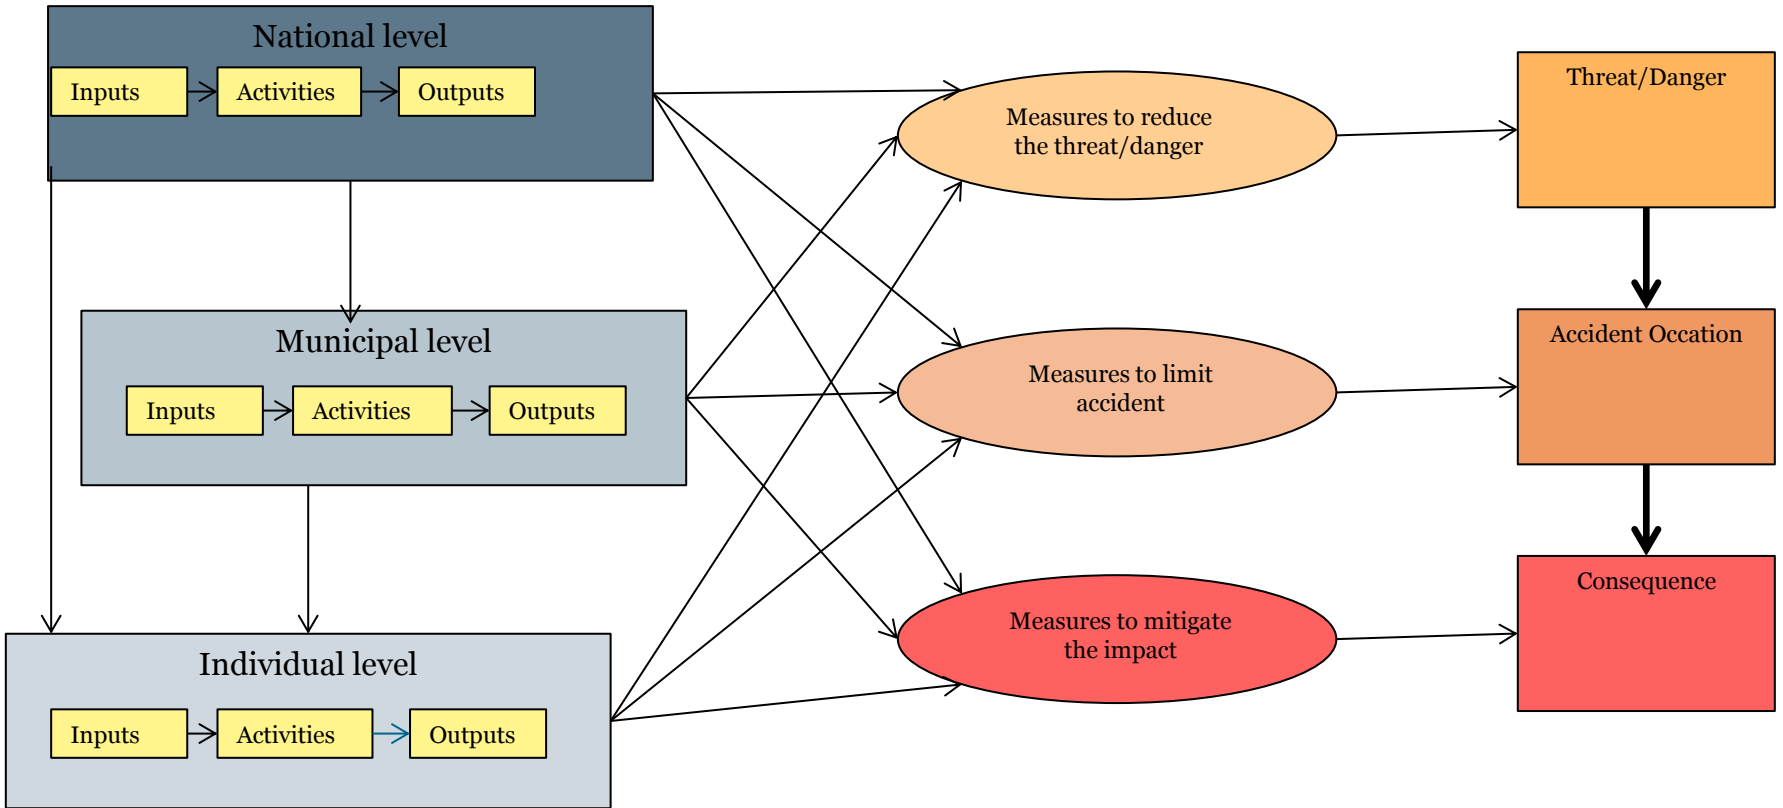 National level
Inputs
Activities
Outputs
Municipal level
Inputs
Activities
Outputs
Individual level
Inputs
Activities
Outputs
Measures to reduce
the threat/danger
Measures to limit
accident
Measures to mitigate
the impact
Threat/Danger
Accident Occation
Consequence